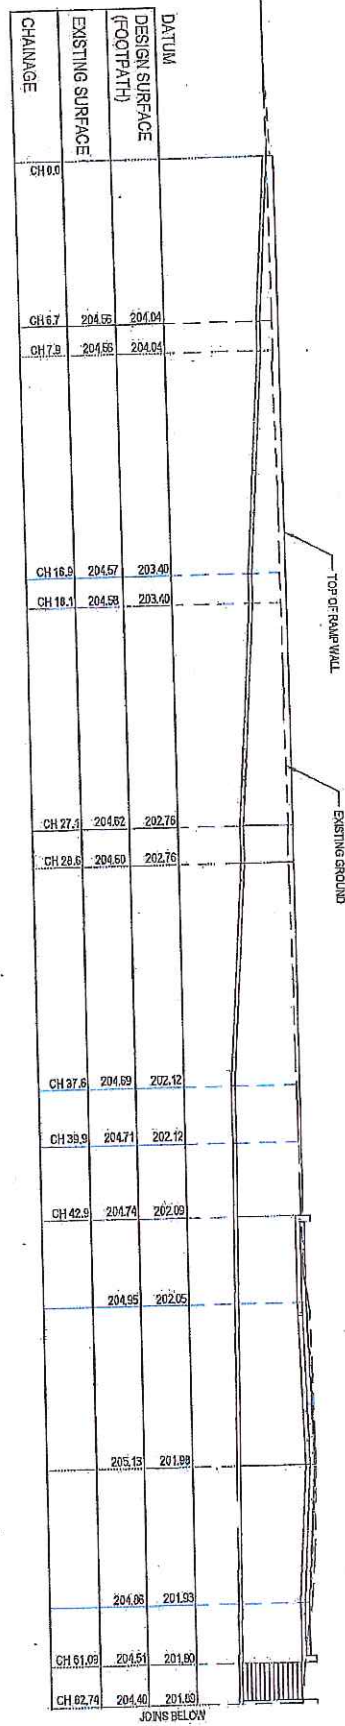 TOP OF RAMP WALL
EXISTING GROUND
DATUM
DESIGN SURFACE
(FOOTPATH)
204.04 204.04 203.40 203.40 202.76 202.76 202.12 202.12 202.09 202.05 201.98 201.93
EXISTING SURFACE
204.56 204.56 204.57 204.58 204.62 204.60 204.69 204.71 204.74 204.95 205.13 204.86 204.51 204.40
CHAINAGE
CH 0.0 CH 6.7 CH 7.9 CH 16.9 CH 18.1 CH 27.1 CH 28.6 CH 37.6 CH 39.9 CH 42.9 CH 61.09 CH 62.74
JOINS BELOW